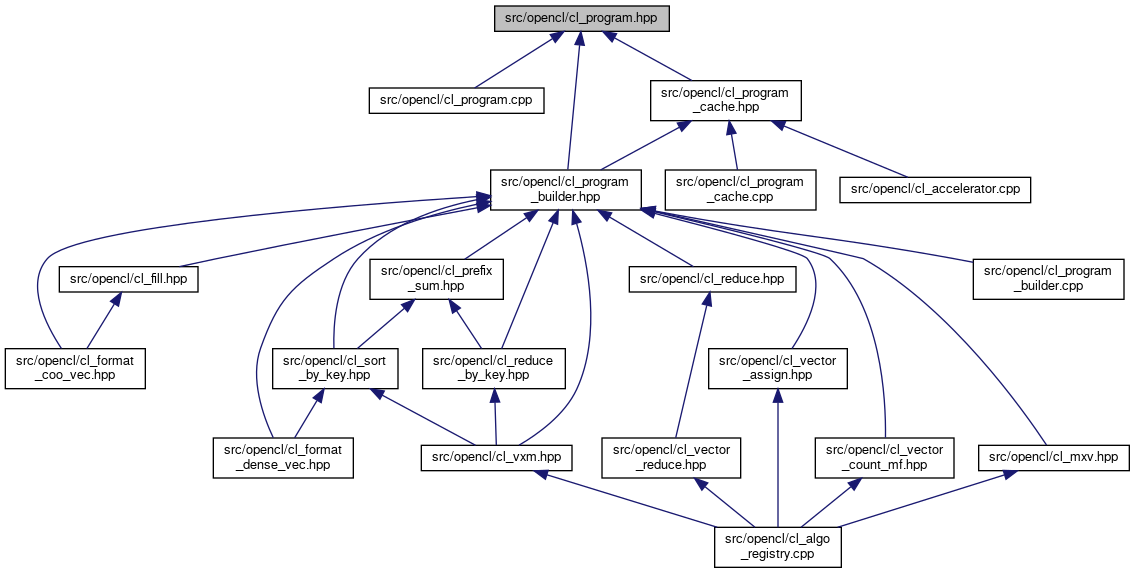 src/opencl/cl_program.hpp
src/opencl/cl_program.cpp
src/opencl/cl_program
_cache.hpp
src/opencl/cl_program
_builder.hpp
src/opencl/cl_program
_cache.cpp
src/opencl/cl_accelerator.cpp
src/opencl/cl_fill.hpp
src/opencl/cl_prefix
_sum.hpp
src/opencl/cl_reduce.hpp
src/opencl/cl_program
_builder.cpp
src/opencl/cl_format
_coo_vec.hpp
src/opencl/cl_sort
_by_key.hpp
src/opencl/cl_reduce
_by_key.hpp
src/opencl/cl_vector
_assign.hpp
src/opencl/cl_format
_dense_vec.hpp
src/opencl/cl_vxm.hpp
src/opencl/cl_vector
_reduce.hpp
src/opencl/cl_vector
_count_mf.hpp
src/opencl/cl_mxv.hpp
src/opencl/cl_algo
_registry.cpp